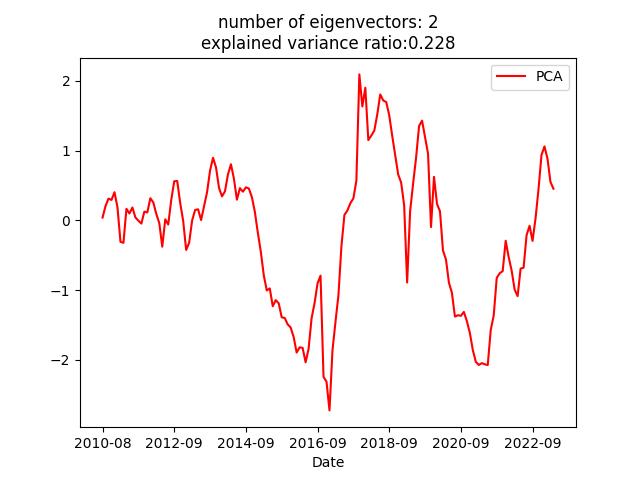 number of eigenvectors: 2
explained variance ratio:0.228
PCA
2
1
0
−1
−2
2010-08 2012-09 2014-09 2016-09 2018-09 2020-09 2022-09
Date